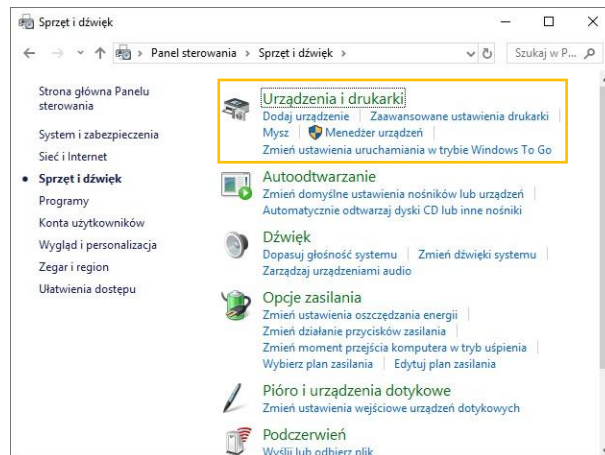 Sprzęt i dźwięk
Panel sterowania > Sprzęt i dźwięk >
Szukaj w P...
Strona główna Panelu
sterowania
System i zabezpieczenia
Sieć i Internet
Sprzęt i dźwięk
Programy
Konta użytkowników
Wygląd i personalizacja
Zegar i region
Ułatwienia dostępu
Urządzenia i drukarki
Dodaj urządzenie | Zaawansowane ustawienia drukarki
Mysz | Menedżer urządzeń
Zmień ustawienia uruchamiania w trybie Windows To Go
Autoodtwarzanie
Zmień domyślne ustawienia nośników lub urządzeń
Automatycznie odtwarzaj dyski CD lub inne nośniki
Dźwięk
Dopasuj głośność systemu | Zmień dźwięki systemu
Zarządzaj urządzeniami audio
Opcje zasilania
Zmień ustawienia oszczędzania energii
Zmień działanie przycisków zasilania
Zmień moment przejścia komputera w tryb uśpienia
Wybierz plan zasilania | Edytuj plan zasilania
Pióro i urządzenia dotykowe
Zmień ustawienia wejściowe urządzeń dotykowych
Podczerwień
Wyślij lub odbierz plik